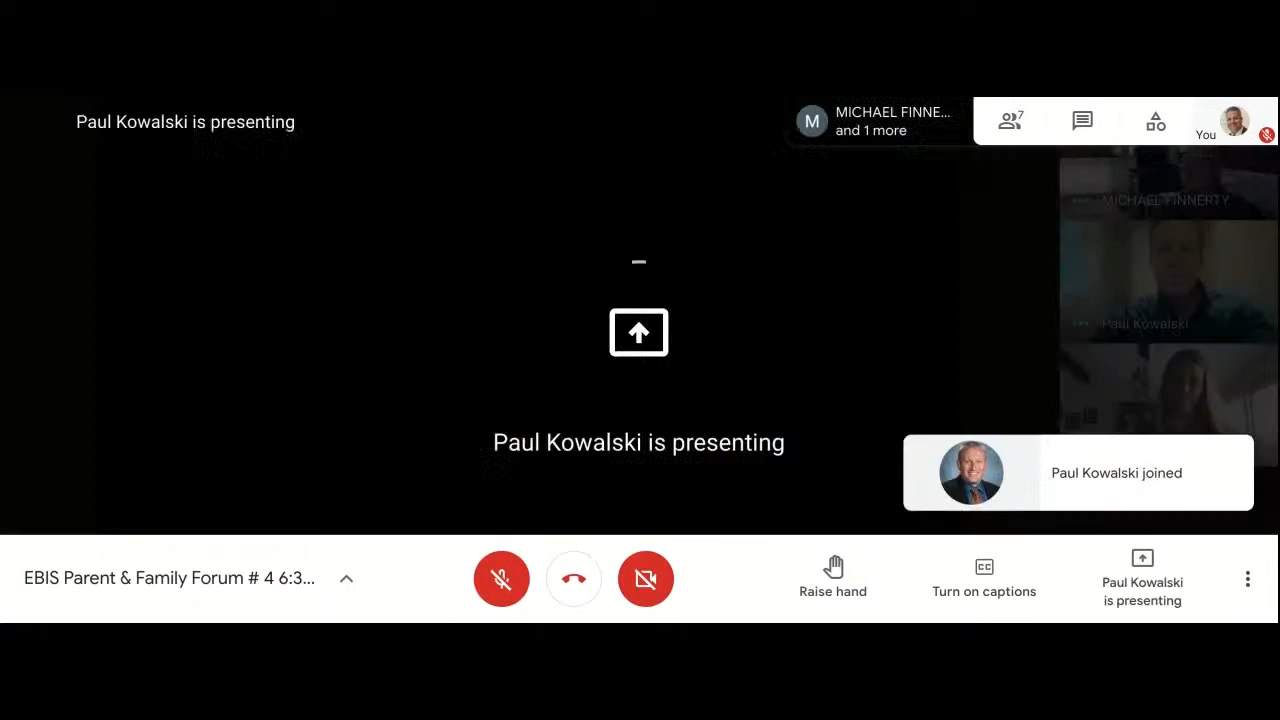 Paul Kowalski is presenting
M
MICHAEL FINNE...
and 1 more
7
You
MICHAEL FINNERTY
Paul Kowalski
Paul Kowalski is presenting
Paul Kowalski joined
EBIS Parent & Family Forum # 4 6:3...
Raise hand
CC
Turn on captions
Paul Kowalski
is presenting